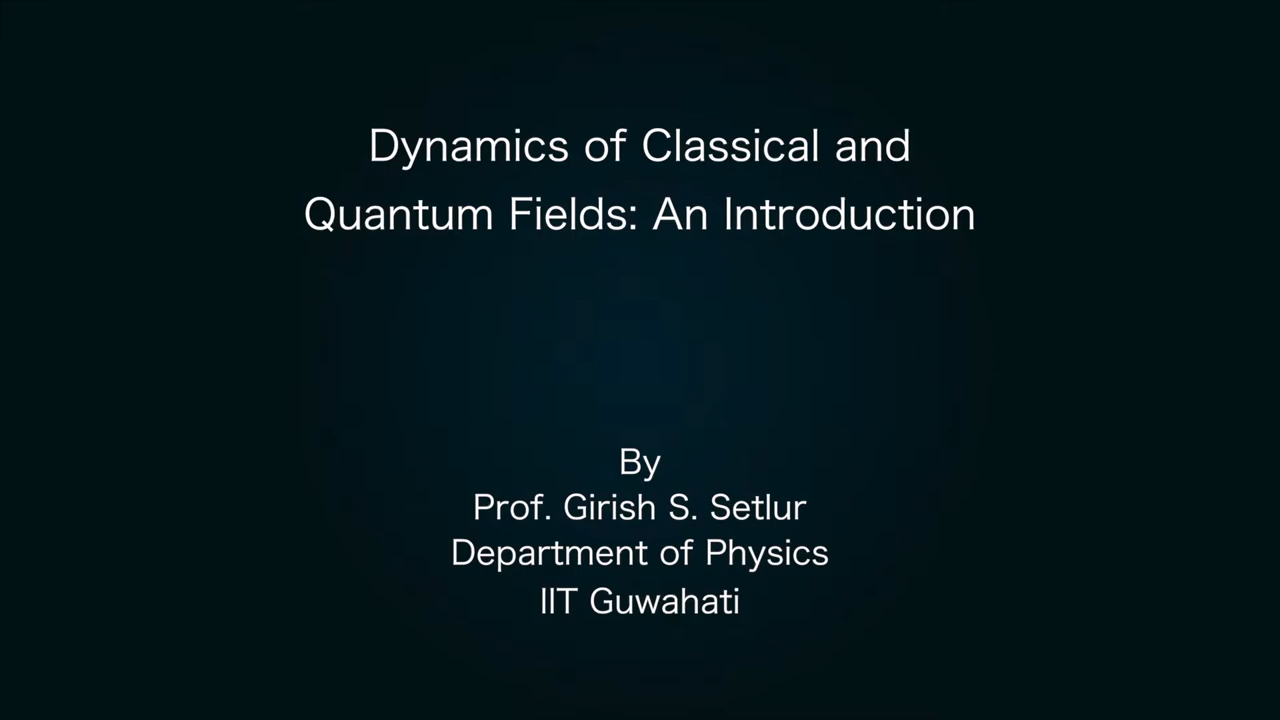 Dynamics of Classical and
Quantum Fields: An Introduction
By
Prof. Girish S. Setlur
Department of Physics
IIT Guwahati